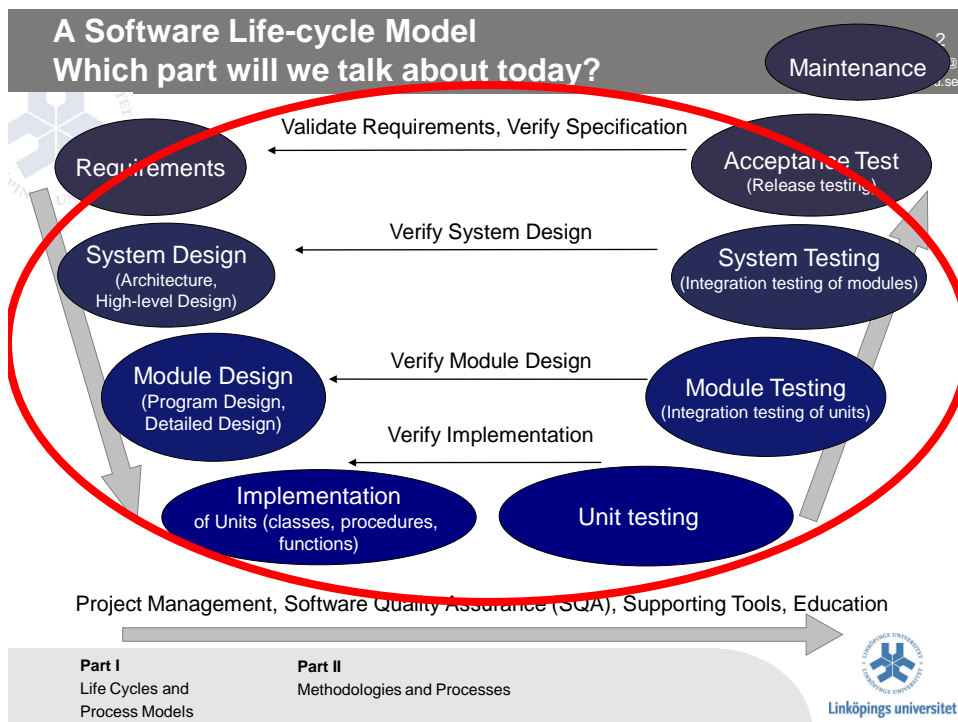 A Software Life-cycle Model
Which part will we talk about today?
2
Maintenance
u.se
Validate Requirements, Verify Specification
Requirements
Acceptance Test
(Release testing)
Verify System Design
System Design
(Architecture,
High-level Design)
System Testing
(Integration testing of modules)
Verify Module Design
Module Design
(Program Design,
Detailed Design)
Module Testing
(Integration testing of units)
Verify Implementation
Implementation
of Units (classes, procedures,
functions)
Unit testing
Project Management, Software Quality Assurance (SQA), Supporting Tools, Education
Part I
Life Cycles and
Process Models
Part II
Methodologies and Processes
LINKÖPINGS UNIVERSITET
Linköpings universitet